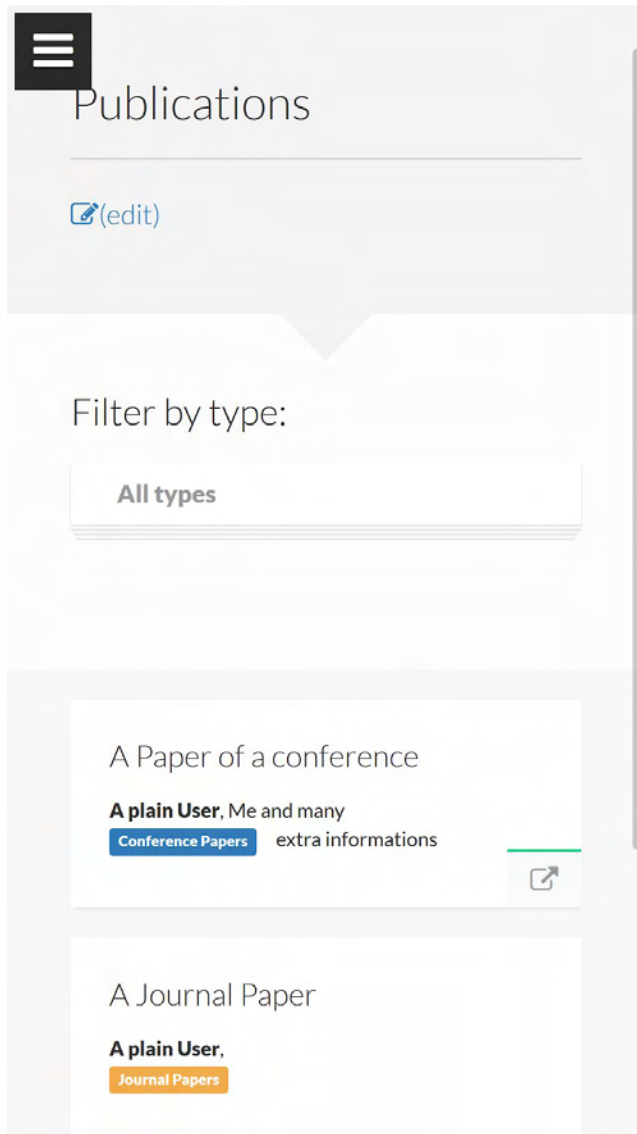 Publications
(edit)
Filter by type:
All types
A Paper of a conference
A plain User, Me and many
Conference Papers extra informations
A Journal Paper
A plain User,
Journal Papers